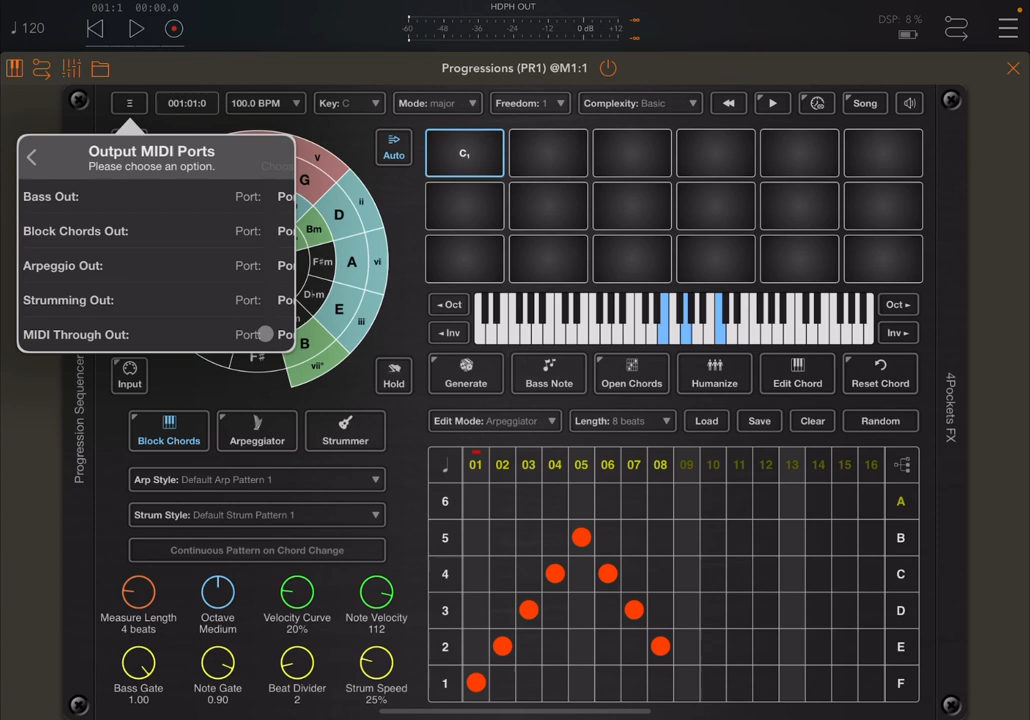 001:1 00:00.0
♩120
HDPH OUT
-60 -48 -36 -24 -12 0dB +12
-∞
-∞
DSP: 8 %
Progressions (PR1) @M1:1
001:01:0
100.0 BPM
Key: C
Mode: major
Freedom: 1
Complexity: Basic
Song
Output MIDI Ports
Please choose an option.
Bass Out: Port:
Block Chords Out: Port:
Arpeggio Out: Port:
Strumming Out: Port:
MIDI Through Out: Port:
V
G
ii
D
Bm
vi
A
F#m
D♭m
E
iii
B
vii°
F#
Auto
C1
Oct
Inv
Oct
Inv
Input
Hold
Generate
Bass Note
Open Chords
Humanize
Edit Chord
Reset Chord
Progression Sequencer
4Pockets FX
Block Chords
Arpeggiator
Strummer
Edit Mode: Arpeggiator
Length: 8 beats
Load
Save
Clear
Random
Arp Style: Default Arp Pattern 1
Strum Style: Default Strum Pattern 1
Continuous Pattern on Chord Change
01 02 03 04 05 06 07 08 09 10 11 12 13 14 15 16
6 A
5 B
4 C
3 D
2 E
1 F
Measure Length
4 beats
Octave
Medium
Velocity Curve
20%
Note Velocity
112
Bass Gate
1.00
Note Gate
0.90
Beat Divider
2
Strum Speed
25%